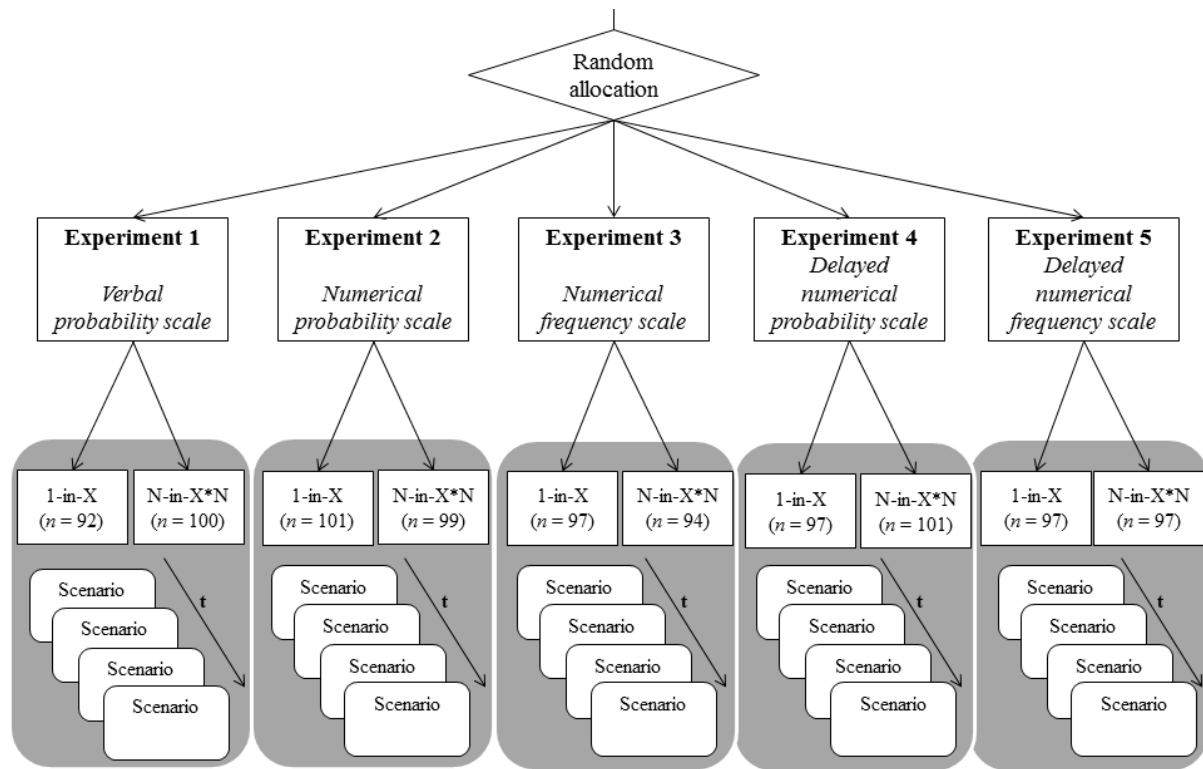 Random
allocation
Experiment 1
Verbal
probability scale
Experiment 2
Numerical
probability scale
Experiment 3
Numerical
frequency scale
Experiment 4
Delayed
numerical
probability scale
Experiment 5
Delayed
numerical
frequency scale
1-in-X
(n = 92)
N-in-X*N
(n = 100)
1-in-X
(n = 101)
N-in-X*N
(n = 99)
1-in-X
(n = 97)
N-in-X*N
(n = 94)
1-in-X
(n = 97)
N-in-X*N
(n = 101)
1-in-X
(n = 97)
N-in-X*N
(n = 97)
Scenario
Scenario
Scenario
Scenario
t
Scenario
Scenario
Scenario
Scenario
t
Scenario
Scenario
Scenario
Scenario
t
Scenario
Scenario
Scenario
Scenario
t
Scenario
Scenario
Scenario
Scenario
t